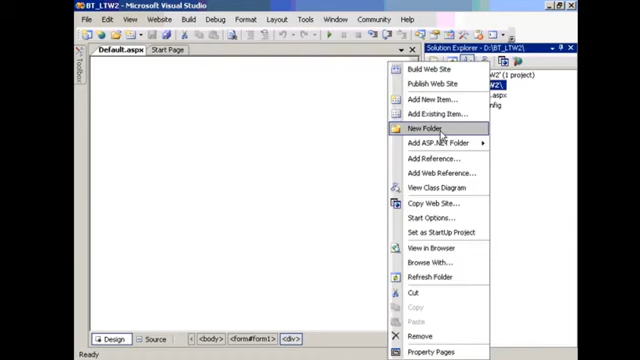 BT_LTW2 - Microsoft Visual Studio
File Edit View Website Build Debug Format Layout Tools Window Community Help
Default.aspx Start Page
Solution Explorer - D:\BT_LTW2\
Toolbox
W2' (1 project)
W2\
.aspx
nfig
Build Web Site
Publish Web Site
Add New Item...
Add Existing Item...
New Folder
Add ASP.NET Folder
Add Reference...
Add Web Reference...
View Class Diagram
Copy Web Site...
Start Options...
Set as StartUp Project
View in Browser
Browse With...
Refresh Folder
Cut
Copy
Paste
Remove
Property Pages
Design Source <body> <form#form1> <div>
Ready